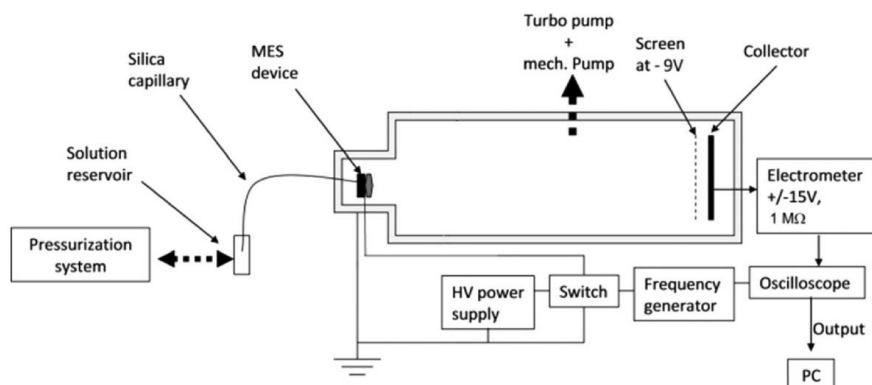 Turbo pump
+
mech. Pump
Screen
at - 9V
Collector
MES
device
Silica
capillary
Solution
reservoir
Pressurization
system
Electrometer
+/-15V,
1 MΩ
HV power
supply
Switch
Frequency
generator
Oscilloscope
Output
PC